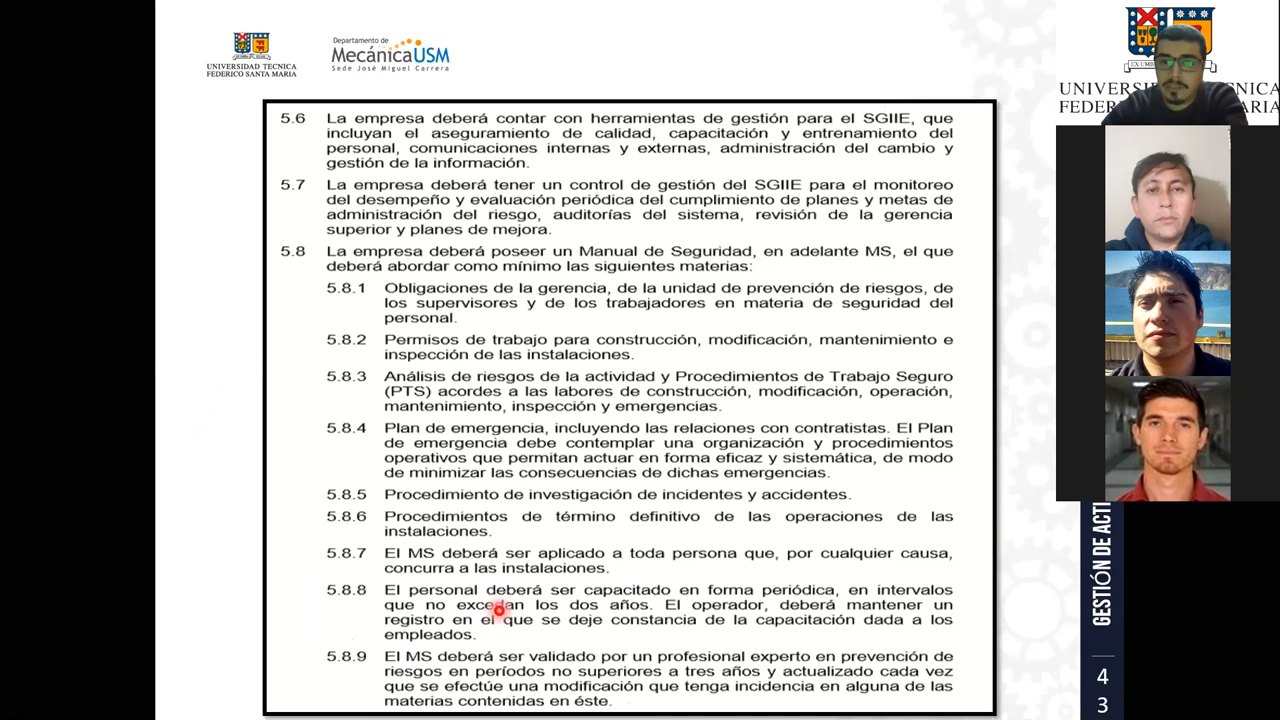 UNIVERSIDAD TECNICA
FEDERICO SANTA MARIA
Departamento de
MecánicaUSM
Sede José Miguel Carrera
5.6 La empresa deberá contar con herramientas de gestión para el SGIIE, que
incluyan el aseguramiento de calidad, capacitación y entrenamiento del
personal, comunicaciones internas y externas, administración del cambio y
gestión de la información.
5.7 La empresa deberá tener un control de gestión del SGIIE para el monitoreo
del desempeño y evaluación periódica del cumplimiento de planes y metas de
administración del riesgo, auditorías del sistema, revisión de la gerencia
superior y planes de mejora.
5.8 La empresa deberá poseer un Manual de Seguridad, en adelante MS, el que
deberá abordar como mínimo las siguientes materias:
5.8.1 Obligaciones de la gerencia, de la unidad de prevención de riesgos, de
los supervisores y de los trabajadores en materia de seguridad del
personal.
5.8.2 Permisos de trabajo para construcción, modificación, mantenimiento e
inspección de las instalaciones.
5.8.3 Análisis de riesgos de la actividad y Procedimientos de Trabajo Seguro
(PTS) acordes a las labores de construcción, modificación, operación,
mantenimiento, inspección y emergencias.
5.8.4 Plan de emergencia, incluyendo las relaciones con contratistas. El Plan
de emergencia debe contemplar una organización y procedimientos
operativos que permitan actuar en forma eficaz y sistemática, de modo
de minimizar las consecuencias de dichas emergencias.
5.8.5 Procedimiento de investigación de incidentes y accidentes.
5.8.6 Procedimientos de término definitivo de las operaciones de las
instalaciones.
5.8.7 El MS deberá ser aplicado a toda persona que, por cualquier causa,
concurra a las instalaciones.
5.8.8 El personal deberá ser capacitado en forma periódica, en intervalos
que no excedan los dos años. El operador, deberá mantener un
registro en el que se deje constancia de la capacitación dada a los
empleados.
5.8.9 El MS deberá ser validado por un profesional experto en prevención de
riesgos en períodos no superiores a tres años y actualizado cada vez
que se efectúe una modificación que tenga incidencia en alguna de las
materias contenidas en éste.
EX UMB
UNIVERSI NICA
FEDER ARIA
GESTIÓN DE ACTI
4
3